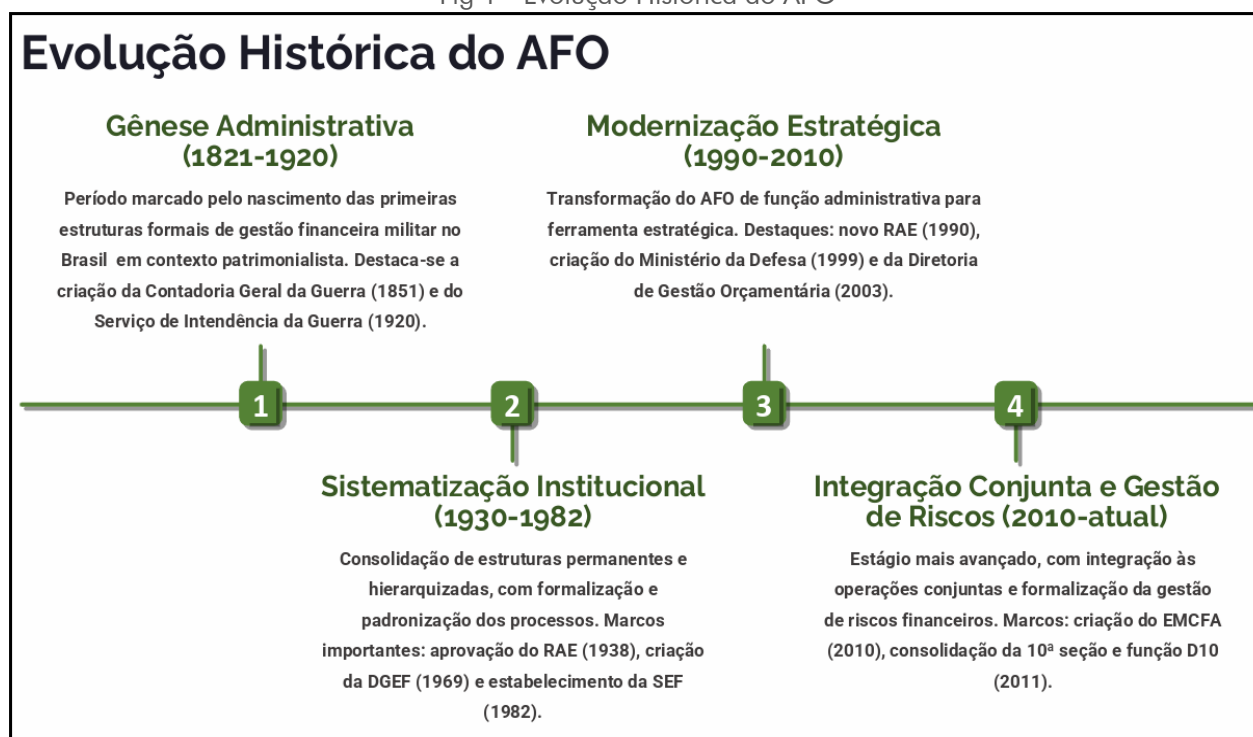 Fig 1 - Evolução Histórica do AFO
Evolução Histórica do AFO
Gênese Administrativa
(1821-1920)
Período marcado pelo nascimento das primeiras
estruturas formais de gestão financeira militar no
Brasil em contexto patrimonialista. Destaca-se a
criação da Contadoria Geral da Guerra (1851) e do
Serviço de Intendência da Guerra (1920).
Modernização Estratégica
(1990-2010)
Transformação do AFO de função administrativa para
ferramenta estratégica. Destaques: novo RAE (1990),
criação do Ministério da Defesa (1999) e da Diretoria
de Gestão Orçamentária (2003).
1
2
3
4
Sistematização Institucional
(1930-1982)
Consolidação de estruturas permanentes e
hierarquizadas, com formalização e
padronização dos processos. Marcos
importantes: aprovação do RAE (1938), criação
da DGEF (1969) e estabelecimento da SEF
(1982).
Integração Conjunta e Gestão
de Riscos (2010-atual)
Estágio mais avançado, com integração às
operações conjuntas e formalização da gestão
de riscos financeiros. Marcos: criação do EMCFA
(2010), consolidação da 10ª seção e função D10
(2011).